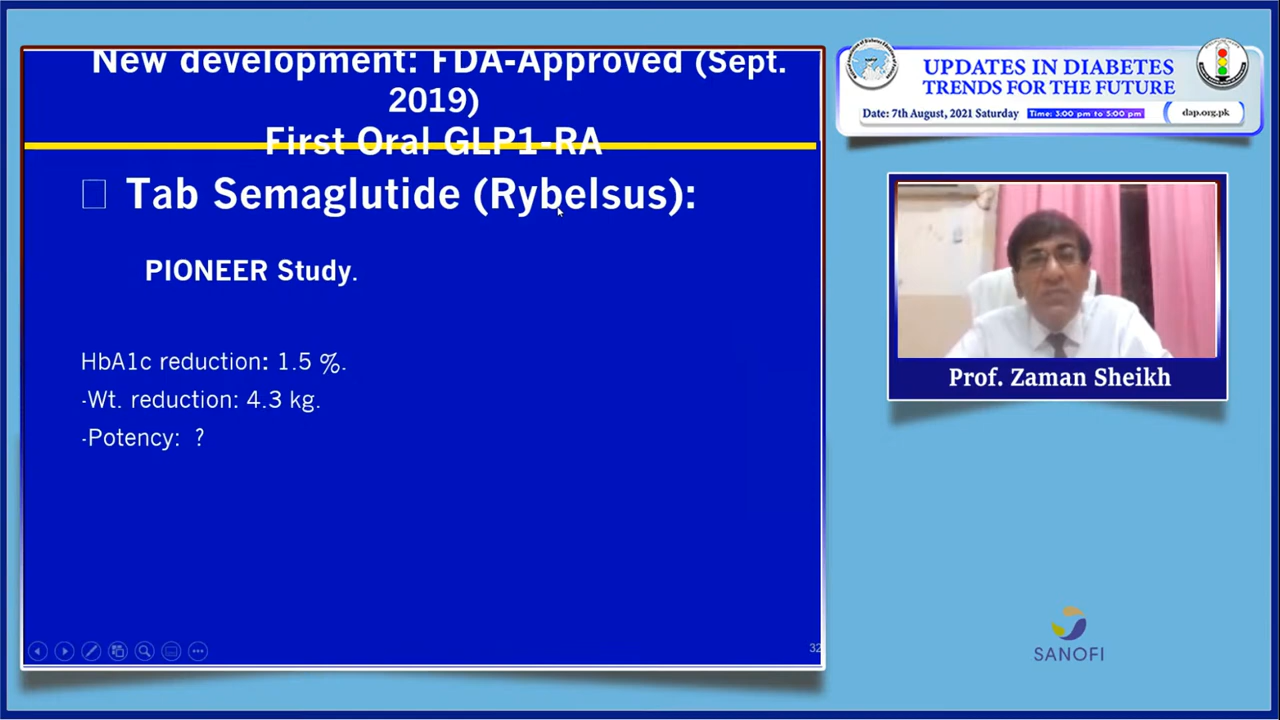 New development: FDA-Approved (Sept.
2019)
First Oral GLP1-RA
Tab Semaglutide (Rybelsus):
PIONEER Study.
HbA1c reduction: 1.5 %.
-Wt. reduction: 4.3 kg.
-Potency: ?
32
UPDATES IN DIABETES
TRENDS FOR THE FUTURE
Date: 7th August, 2021 Saturday Time: 3:00 pm to 5:00 pm dap.org.pk
Prof. Zaman Sheikh
SANOFI